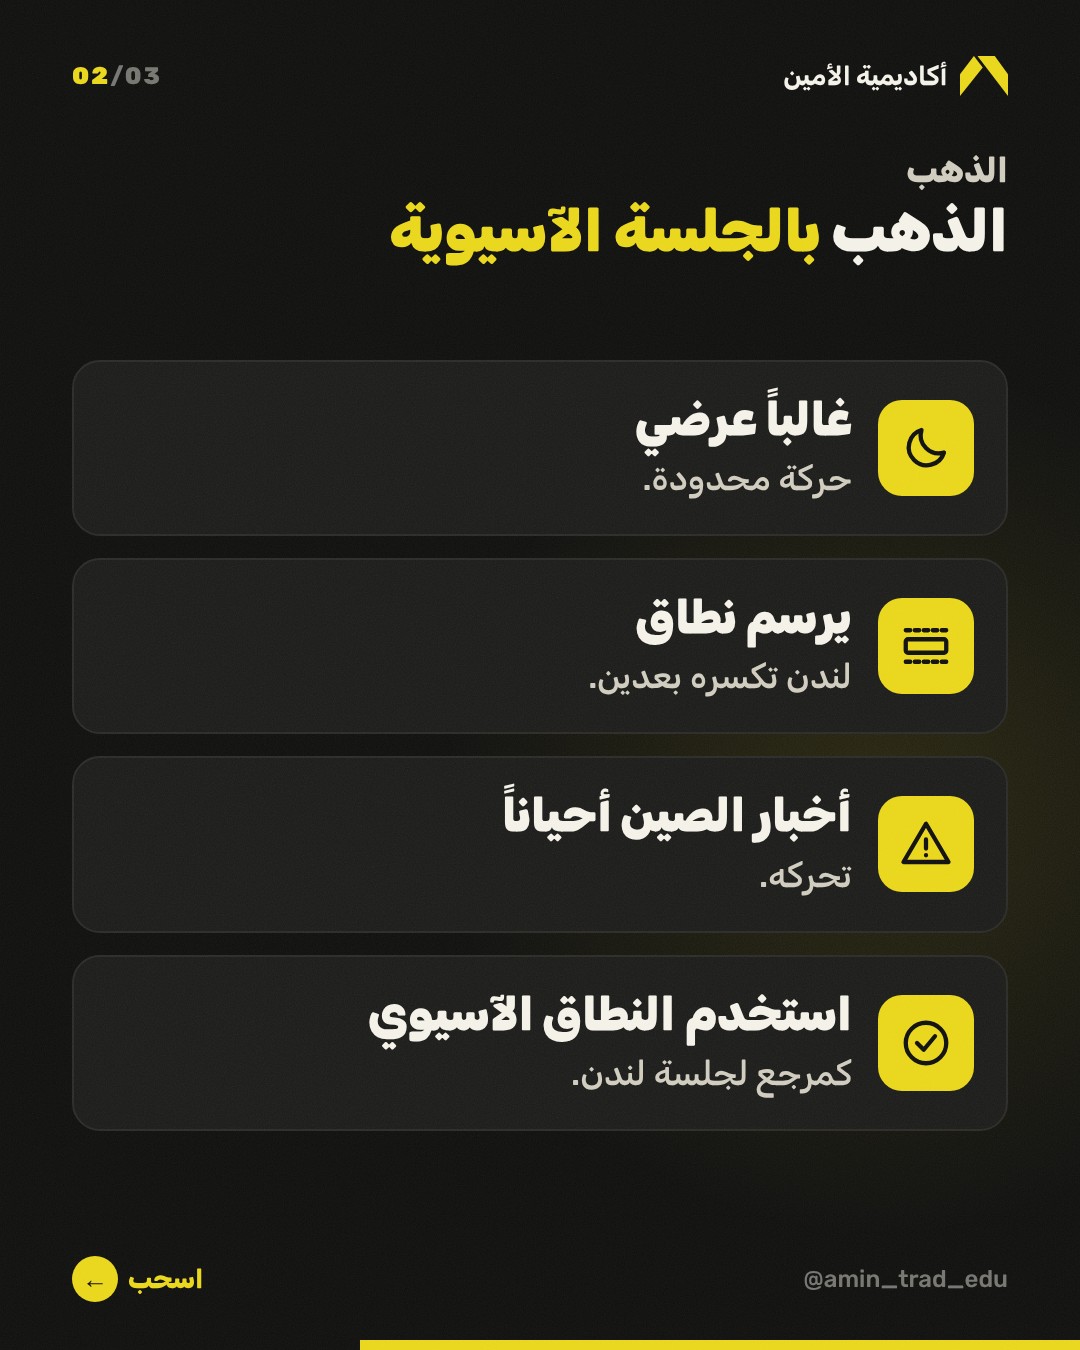 أكاديمية الأمين
02/03
الذهب
الذهب بالجلسة الآسيوية
غالباً عرضي
حركة محدودة.
يرسم نطاق
لندن تكسره بعدين.
أخبار الصين أحياناً
تحركه.
استخدم النطاق الآسيوي
كمرجع لجلسة لندن.
@amin_trad_edu
اسحب ←